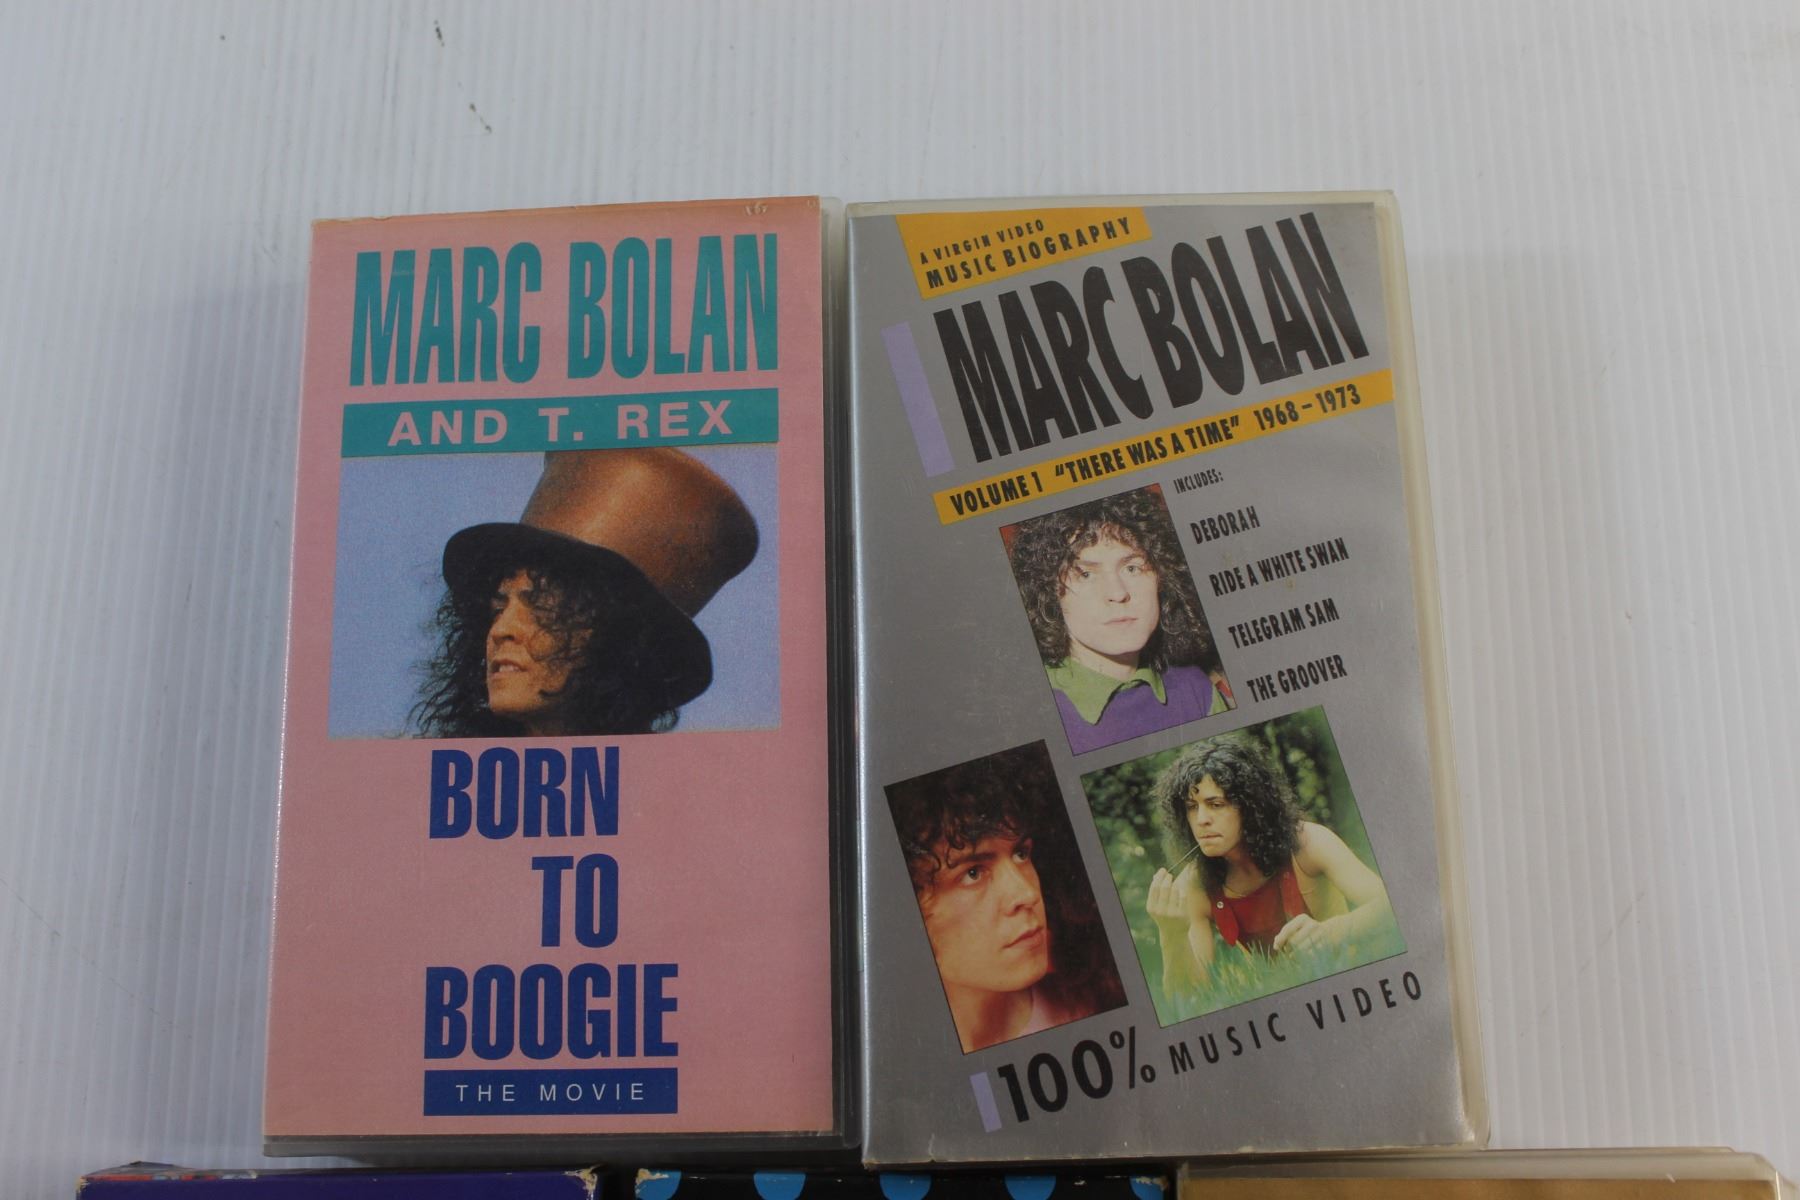 MARC BOLAN
AND T. REX
BORN
TO
BOOGIE
THE MOVIE
A VIRGIN VIDEO
MUSIC BIOGRAPHY
MARC BOLAN
VOLUME 1 "THERE WAS A TIME" 1968-1973
INCLUDES:
DEBORAH
RIDE A WHITE SWAN
TELEGRAM SAM
THE GROOVER
100% MUSIC VIDEO